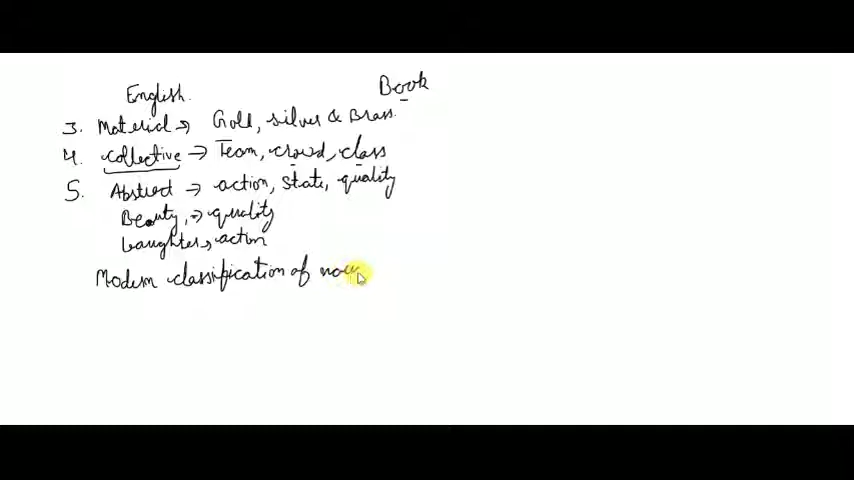 English. Book
3. Material → Gold, silver & Brass.
4. collective → Team, crowd, class
5. Abstract → action, state, quality
Beauty, → quality
Laughter → action
Modern classification of nou